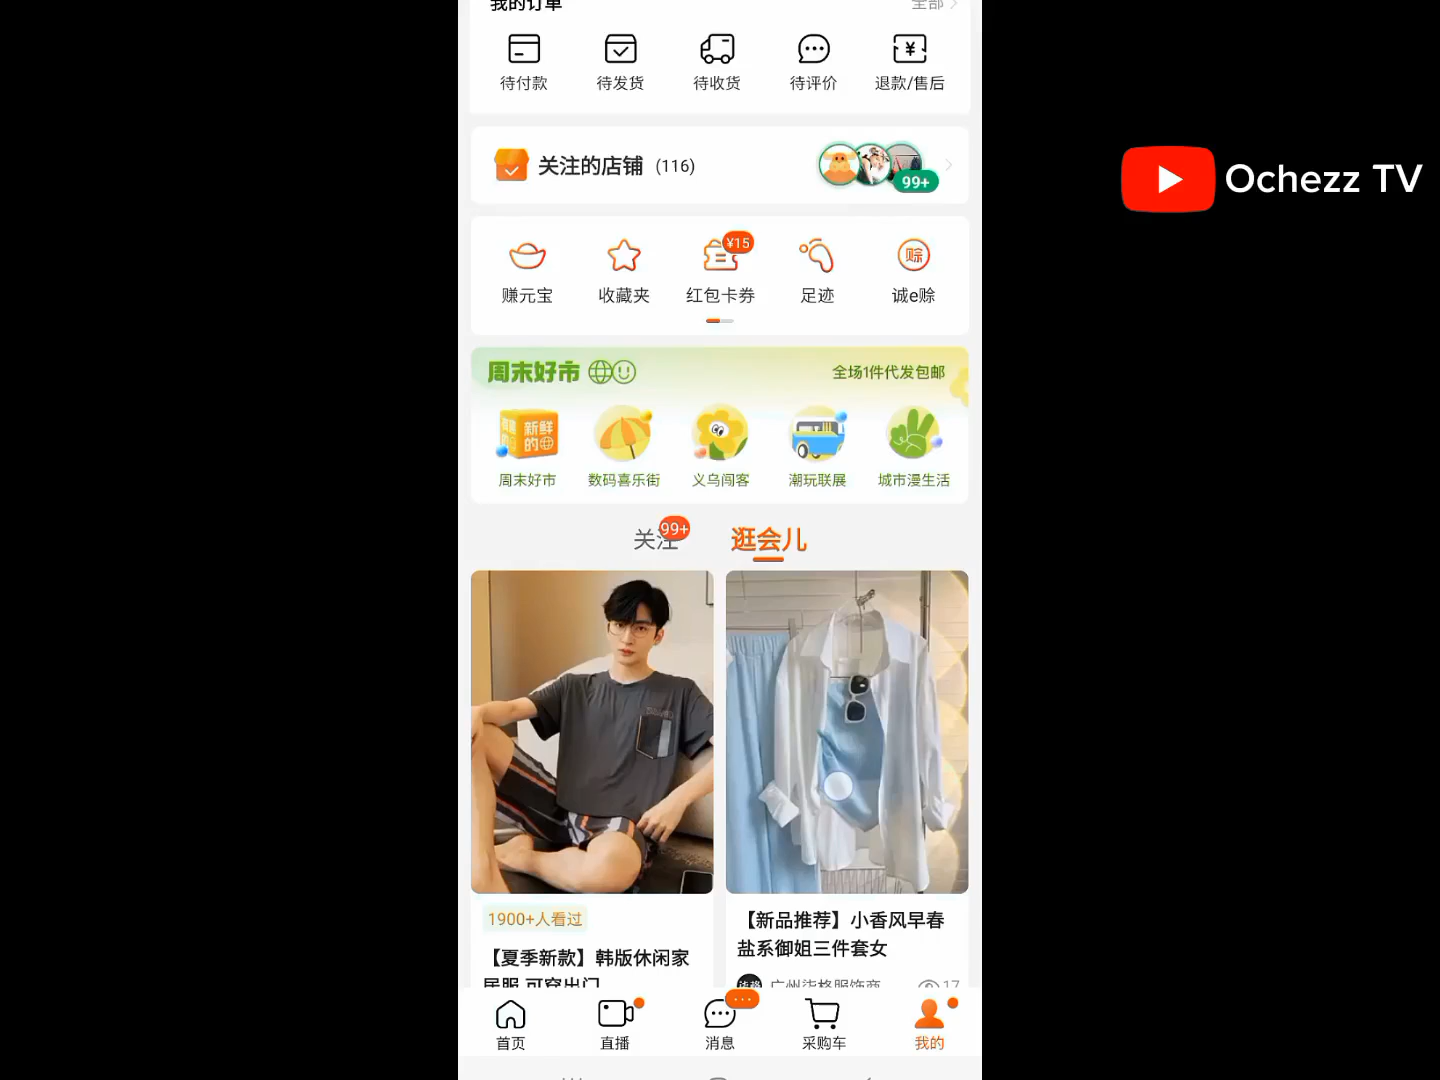 我的订单
全部
待付款
待发货
待收货
待评价
退款/售后
关注的店铺 (116)
99+
赚元宝
收藏夹
¥15
红包卡券
足迹
赊
诚e赊
周末好市
全场1件代发包邮
新鲜
的
周末好市
数码喜乐街
义乌闯客
潮玩联展
城市漫生活
关注
99+
逛会儿
1900+人看过
【夏季新款】韩版休闲家
居服 可穿出门
【新品推荐】小香风早春
盐系御姐三件套女
广州柒格服饰商
17
首页
直播
消息
采购车
我的
Ochezz TV